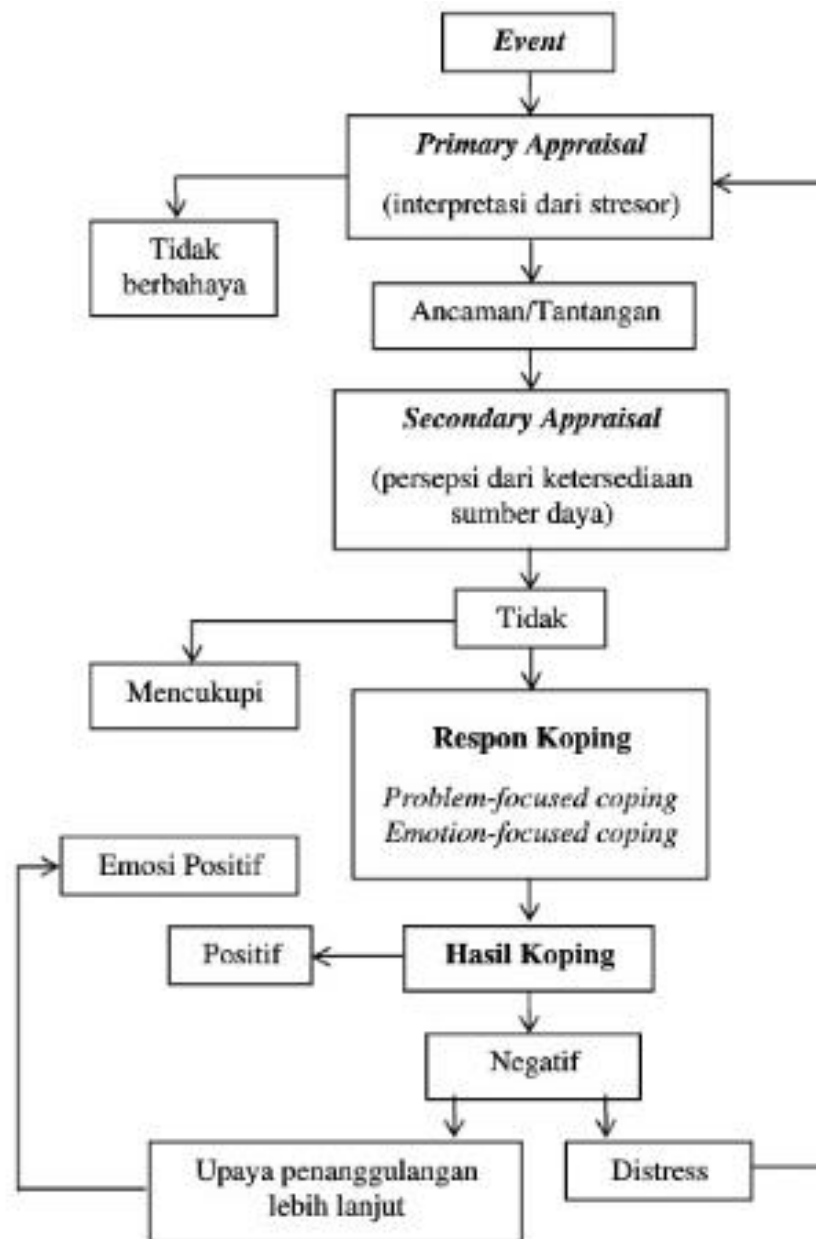 Event
Primary Appraisal
(interpretasi dari stresor)
Tidak
berbahaya
Ancaman/Tantangan
Secondary Appraisal
(persepsi dari ketersediaan
sumber daya)
Tidak
Mencukupi
Respon Koping
Problem-focused coping
Emotion-focused coping
Emosi Positif
Positif
Hasil Koping
Negatif
Upaya penanggulangan
lebih lanjut
Distress